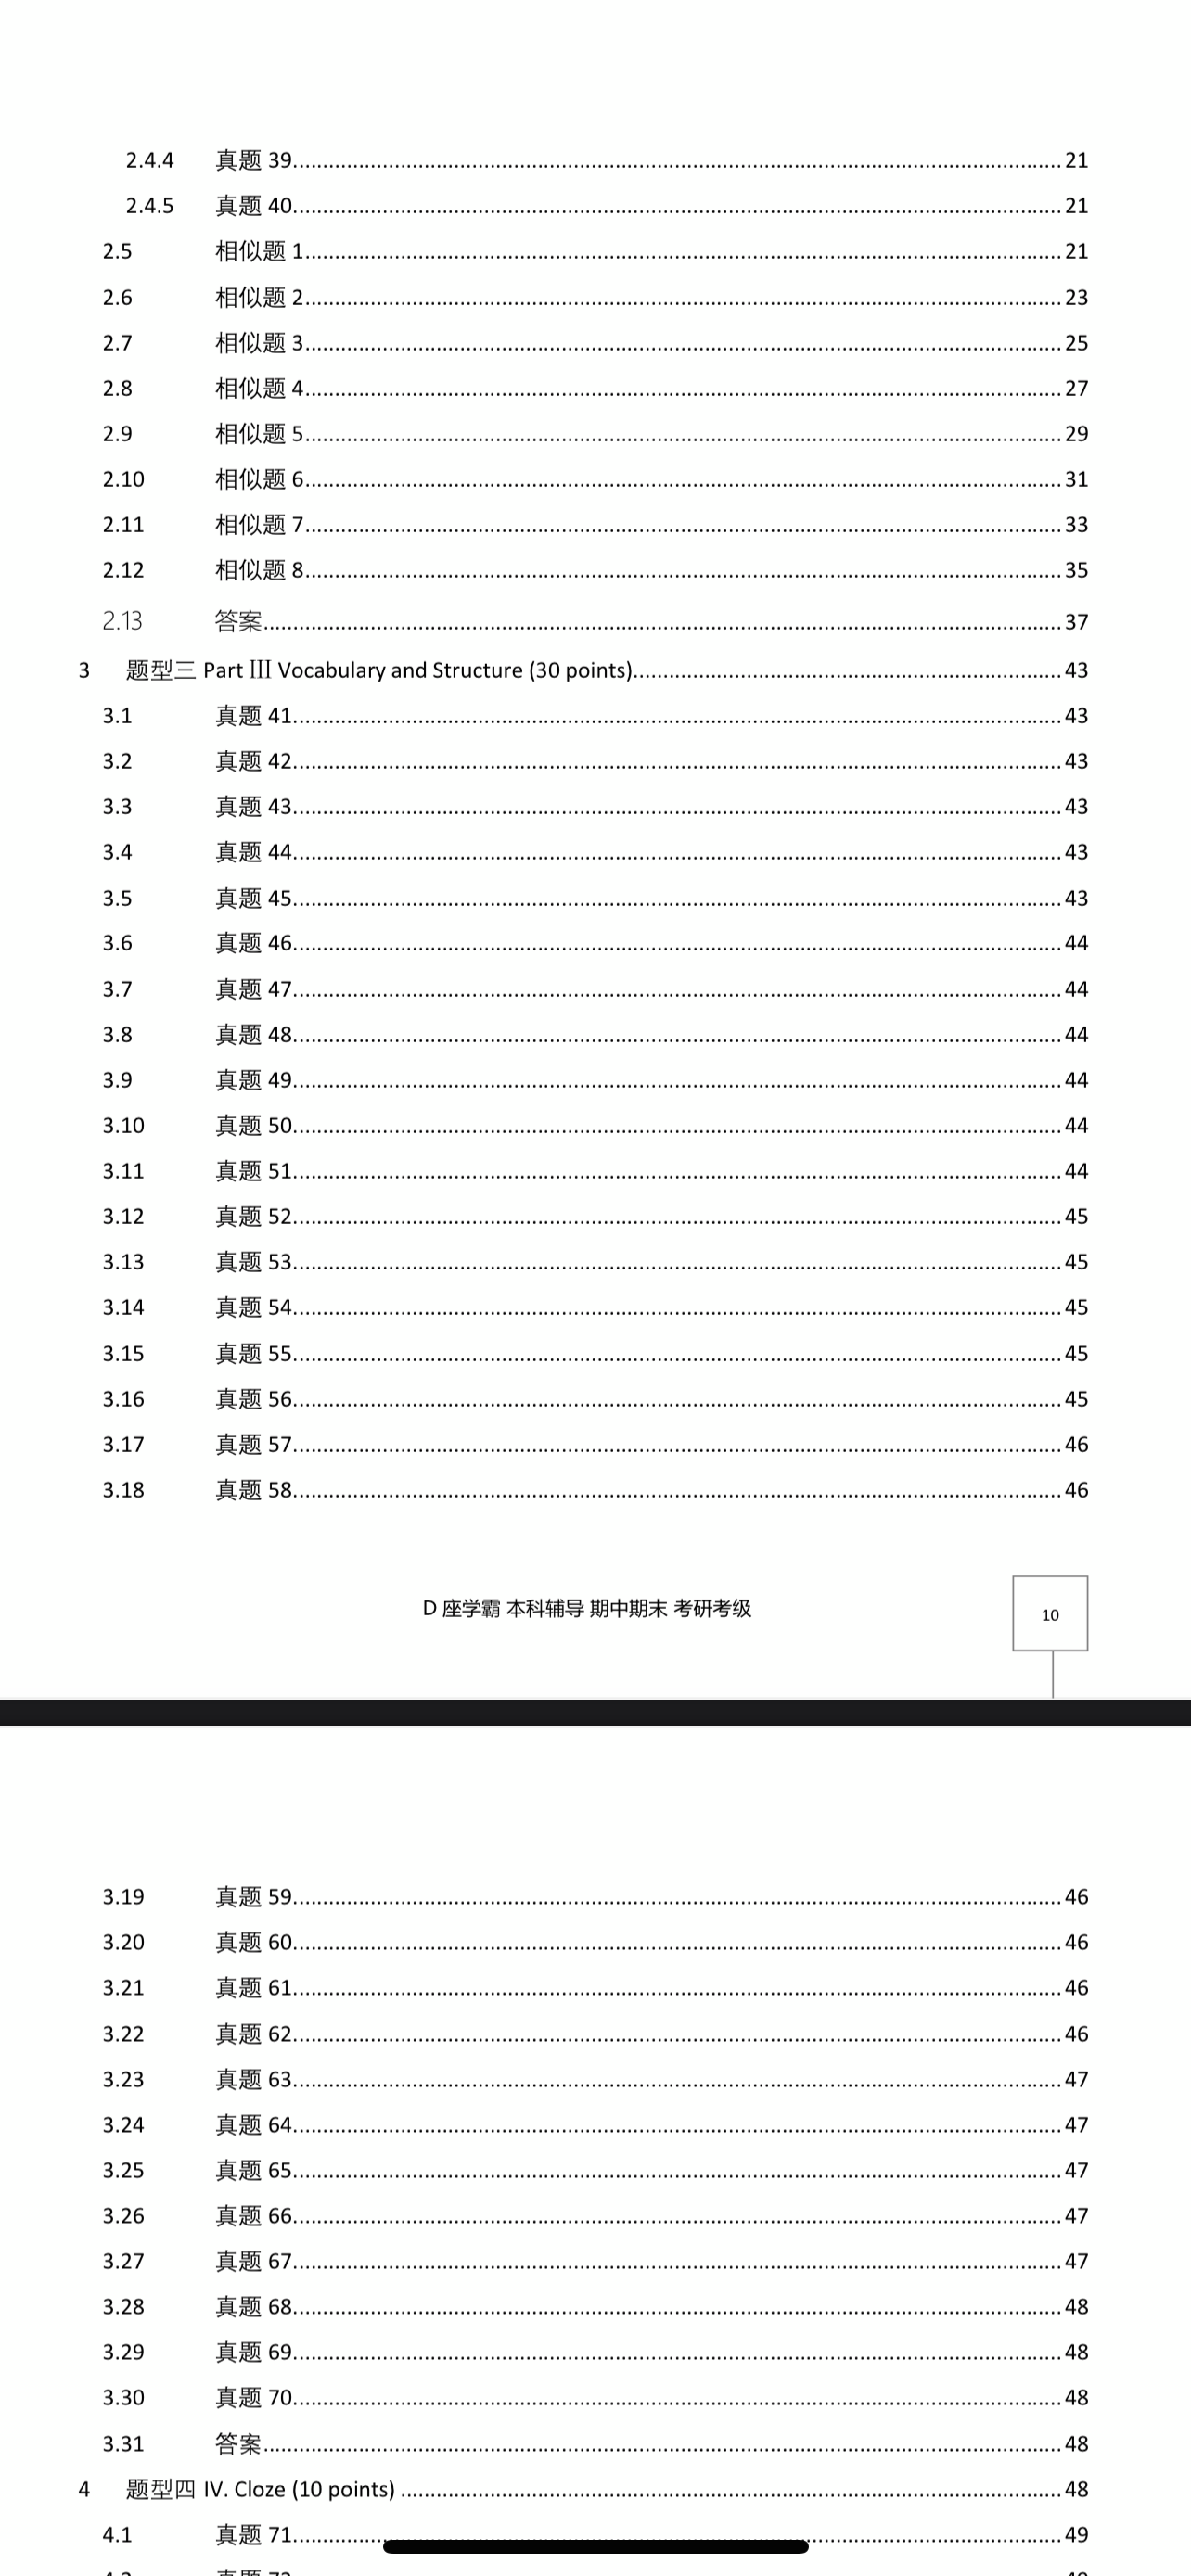 2.4.4 真题 39 21
2.4.5 真题 40 21
2.5 相似题 1 21
2.6 相似题 2 23
2.7 相似题 3 25
2.8 相似题 4 27
2.9 相似题 5 29
2.10 相似题 6 31
2.11 相似题 7 33
2.12 相似题 8 35
2.13 答案 37
3 题型三 Part Ⅲ Vocabulary and Structure (30 points) 43
3.1 真题 41 43
3.2 真题 42 43
3.3 真题 43 43
3.4 真题 44 43
3.5 真题 45 43
3.6 真题 46 44
3.7 真题 47 44
3.8 真题 48 44
3.9 真题 49 44
3.10 真题 50 44
3.11 真题 51 44
3.12 真题 52 45
3.13 真题 53 45
3.14 真题 54 45
3.15 真题 55 45
3.16 真题 56 45
3.17 真题 57 46
3.18 真题 58 46
D 座学霸 本科辅导 期中期末 考研考级
10
3.19 真题 59 46
3.20 真题 60 46
3.21 真题 61 46
3.22 真题 62 46
3.23 真题 63 47
3.24 真题 64 47
3.25 真题 65 47
3.26 真题 66 47
3.27 真题 67 47
3.28 真题 68 48
3.29 真题 69 48
3.30 真题 70 48
3.31 答案 48
4 题型四 IV. Cloze (10 points) 48
4.1 真题 71 49